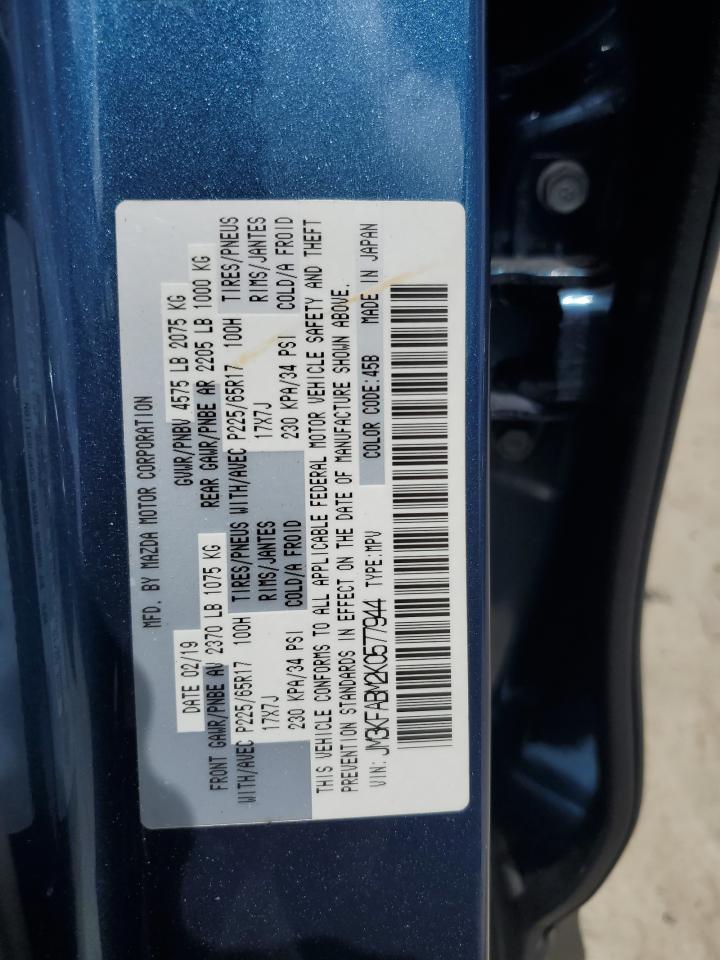 MFD. BY MAZDA MOTOR CORPORATION
DATE 02/19 GVWR/PNBV 4575 LB 2075 KG
FRONT GAWR/PNBE AV 2370 LB 1075 KG REAR GAWR/PNBE AR 2205 LB 1000 KG
WITH/AVEC P225/65R17 100H TIRES/PNEUS WITH/AVEC P225/65R17 100H TIRES/PNEUS
17X7J RIMS/JANTES 17X7J RIMS/JANTES
230 KPA/34 PSI COLD/A FROID 230 KPA/34 PSI COLD/A FROID
THIS VEHICLE CONFORMS TO ALL APPLICABLE FEDERAL MOTOR VEHICLE SAFETY AND THEFT
PREVENTION STANDARDS IN EFFECT ON THE DATE OF MANUFACTURE SHOWN ABOVE.
VIN: JM3KFABM2K0577944 TYPE:MPV COLOR CODE:45B MADE IN JAPAN